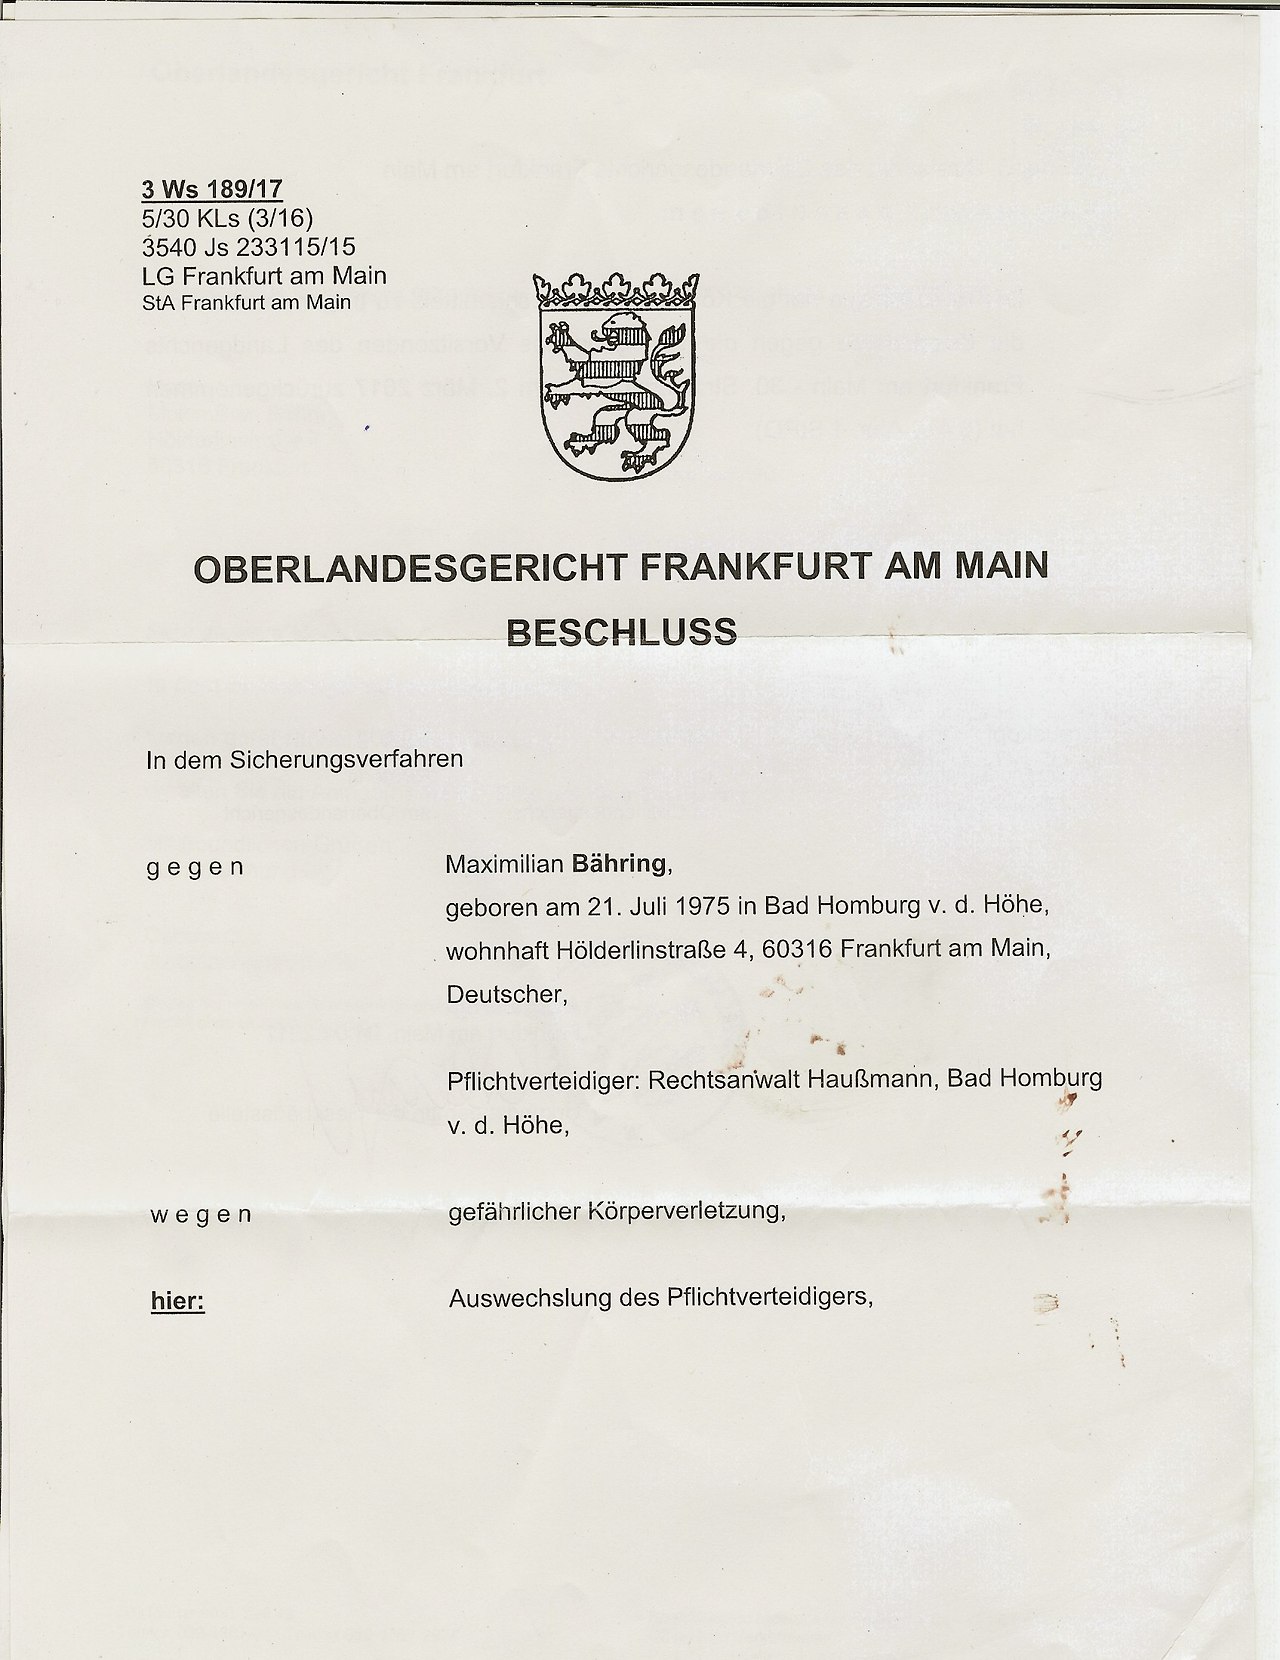 3 Ws 189/17
5/30 KLs (3/16)
3540 Js 233115/15
LG Frankfurt am Main
StA Frankfurt am Main
OBERLANDESGERICHT FRANKFURT AM MAIN
BESCHLUSS
In dem Sicherungsverfahren
g e g e n Maximilian Bähring,
geboren am 21. Juli 1975 in Bad Homburg v. d. Höhe,
wohnhaft Hölderlinstraße 4, 60316 Frankfurt am Main,
Deutscher,
Pflichtverteidiger: Rechtsanwalt Haußmann, Bad Homburg
v. d. Höhe,
w e g e n gefährlicher Körperverletzung,
hier: Auswechslung des Pflichtverteidigers,